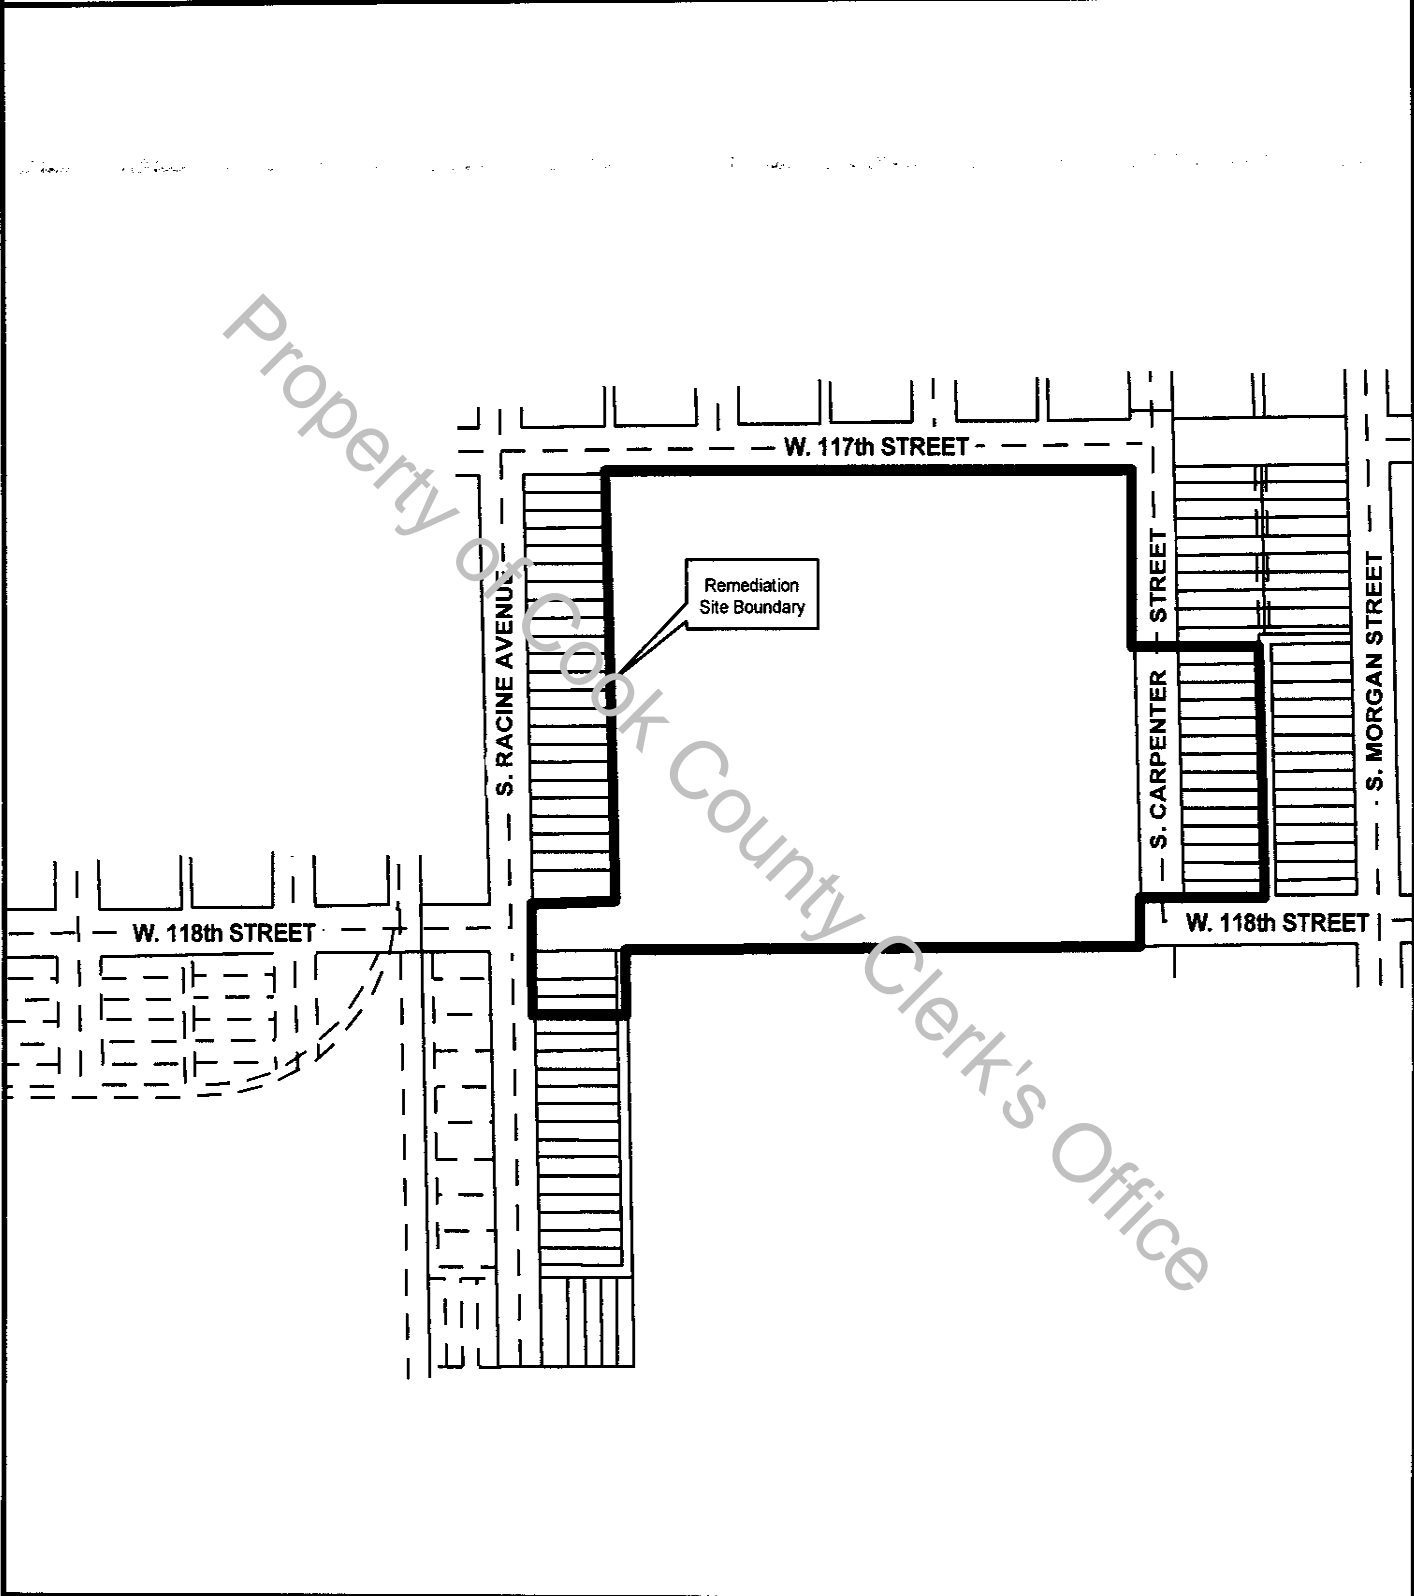 W. 117th STREET
Remediation
Site Boundary
S. RACINE AVENUE
S. CARPENTER STREET
S. MORGAN STREET
W. 118th STREET
W. 118th STREET
Property of Cook County Clerk's Office